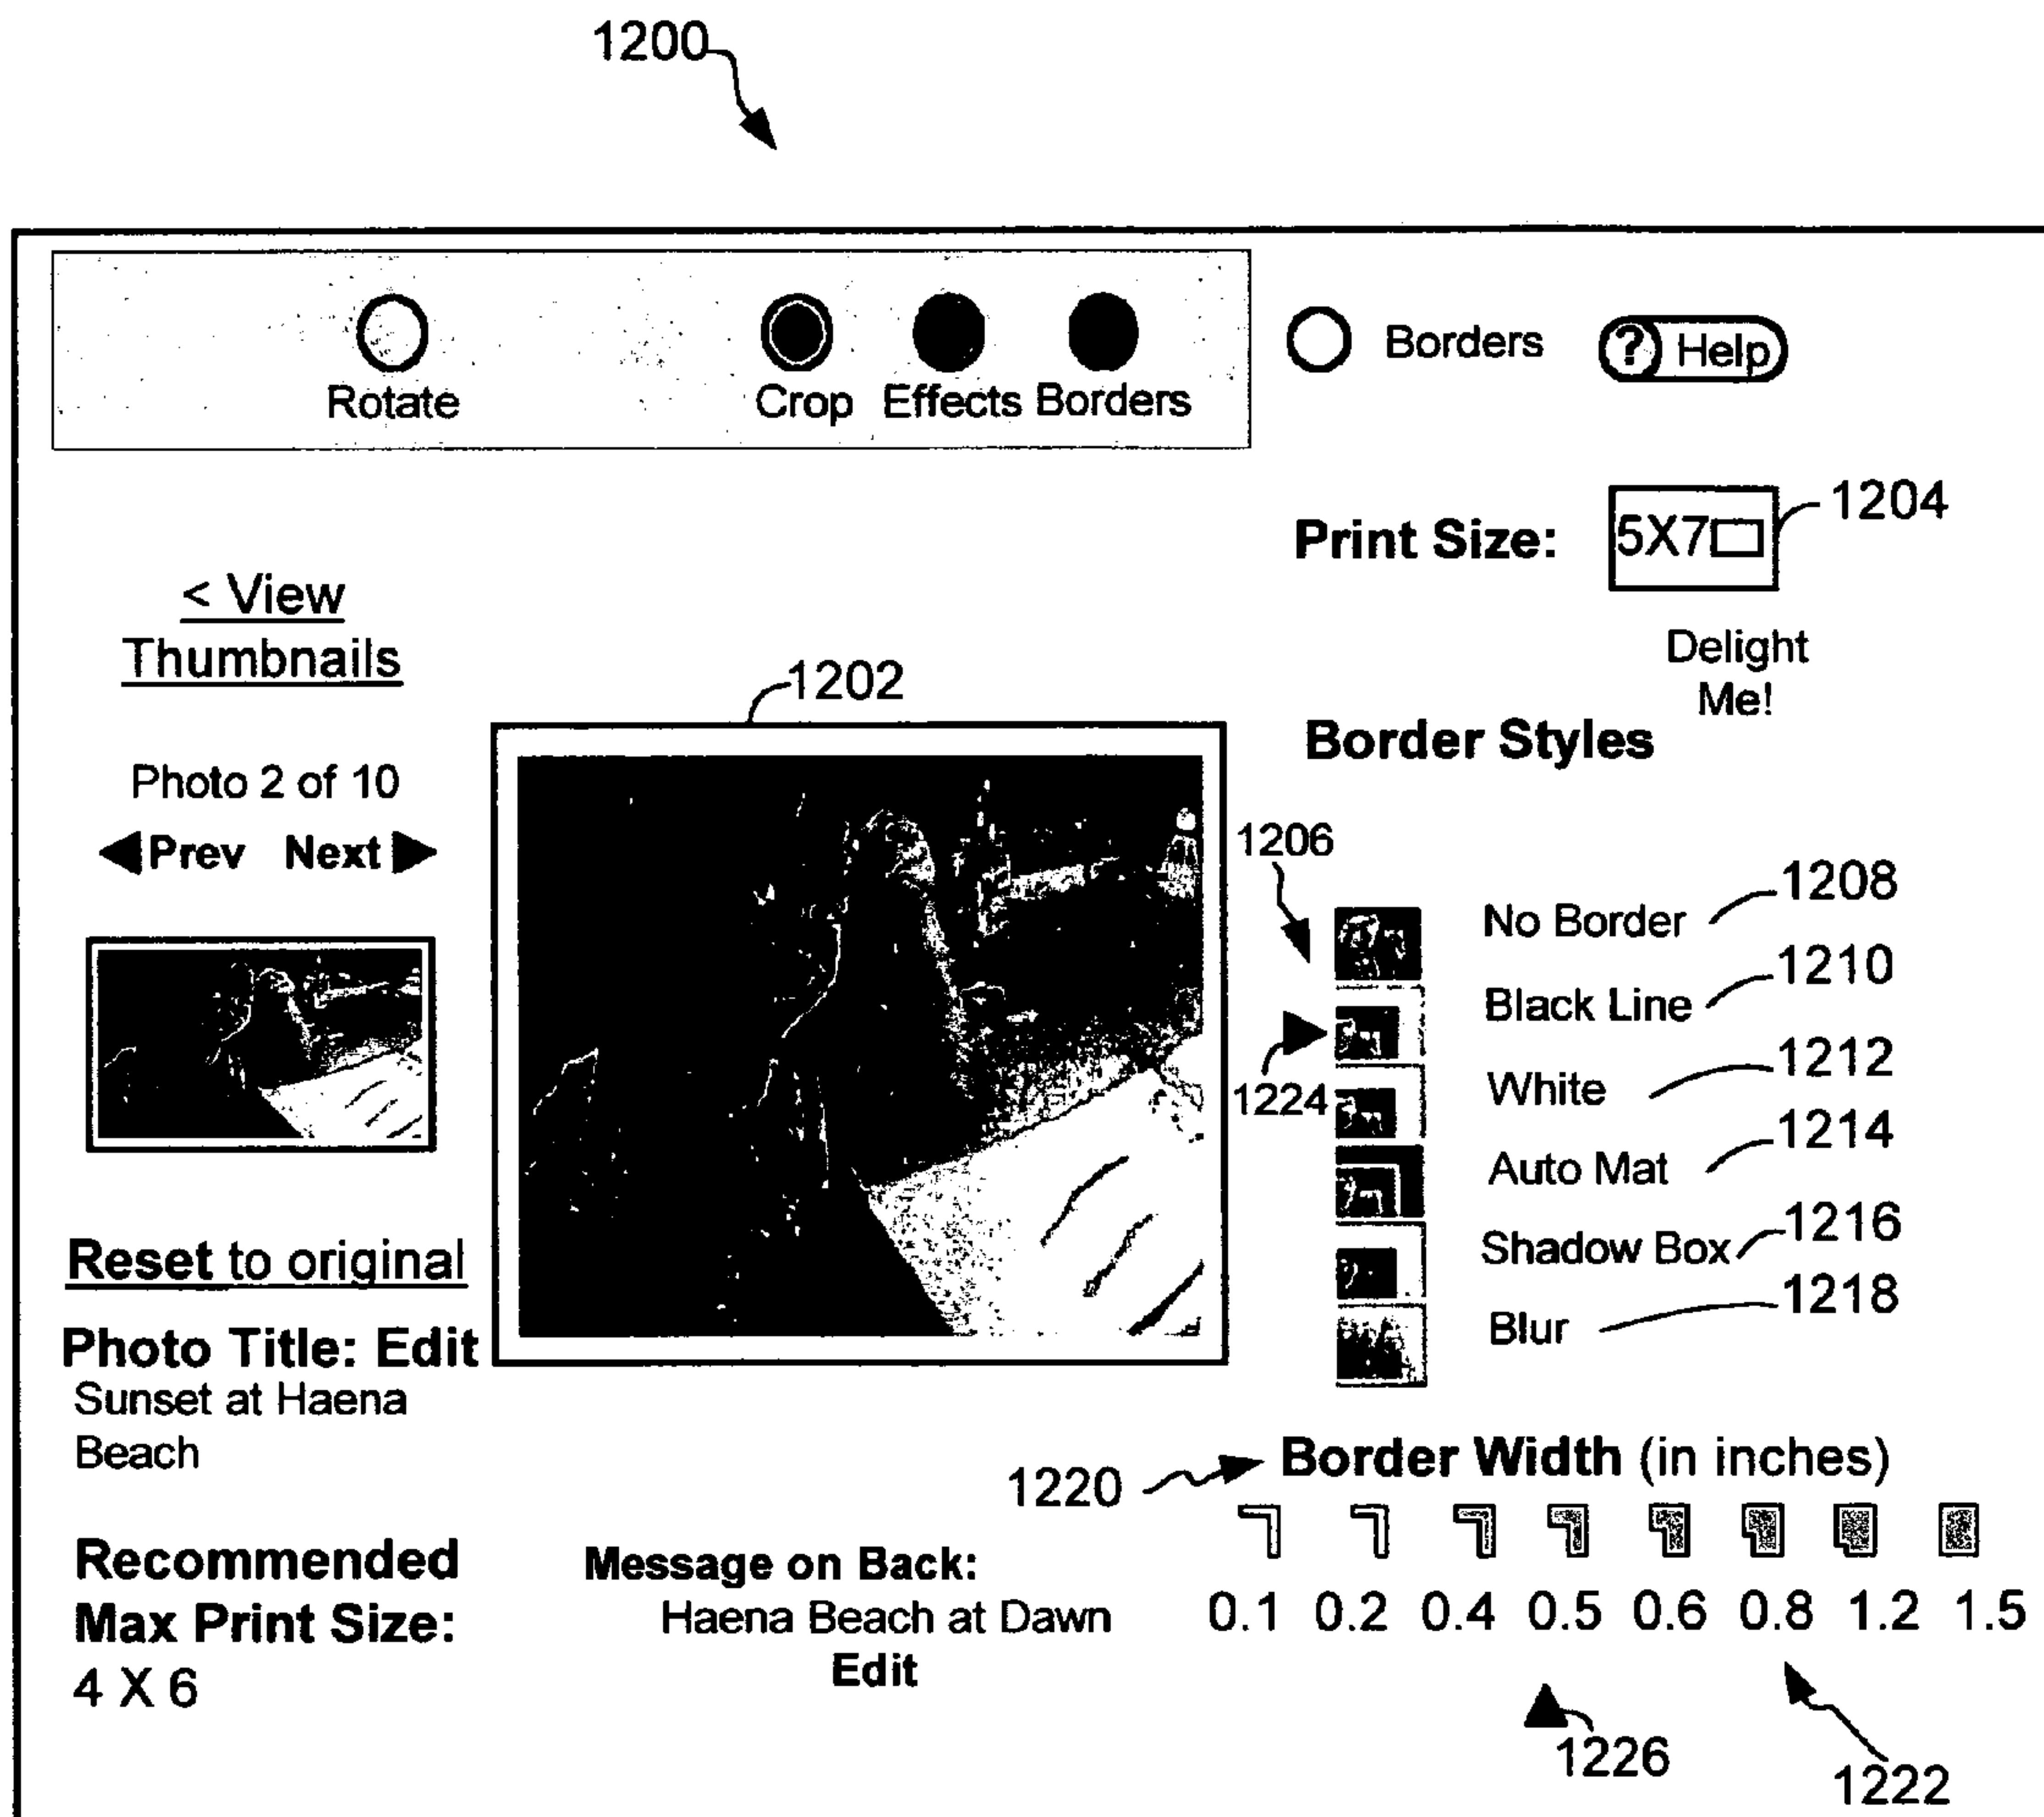 1200
Rotate
Crop
Effects
Borders
Borders
? Help
Print Size:
5X7
1204
Delight
Me!
< View
Thumbnails
Photo 2 of 10
Prev
Next
1202
Border Styles
1206
No Border
1208
Black Line
1210
1224
White
1212
Auto Mat
1214
Shadow Box
1216
Blur
1218
Reset to original
Photo Title: Edit
Sunset at Haena
Beach
Recommended
Max Print Size:
4 X 6
Message on Back:
Haena Beach at Dawn
Edit
1220
Border Width (in inches)
0.1 0.2 0.4 0.5 0.6 0.8 1.2 1.5
1226
1222